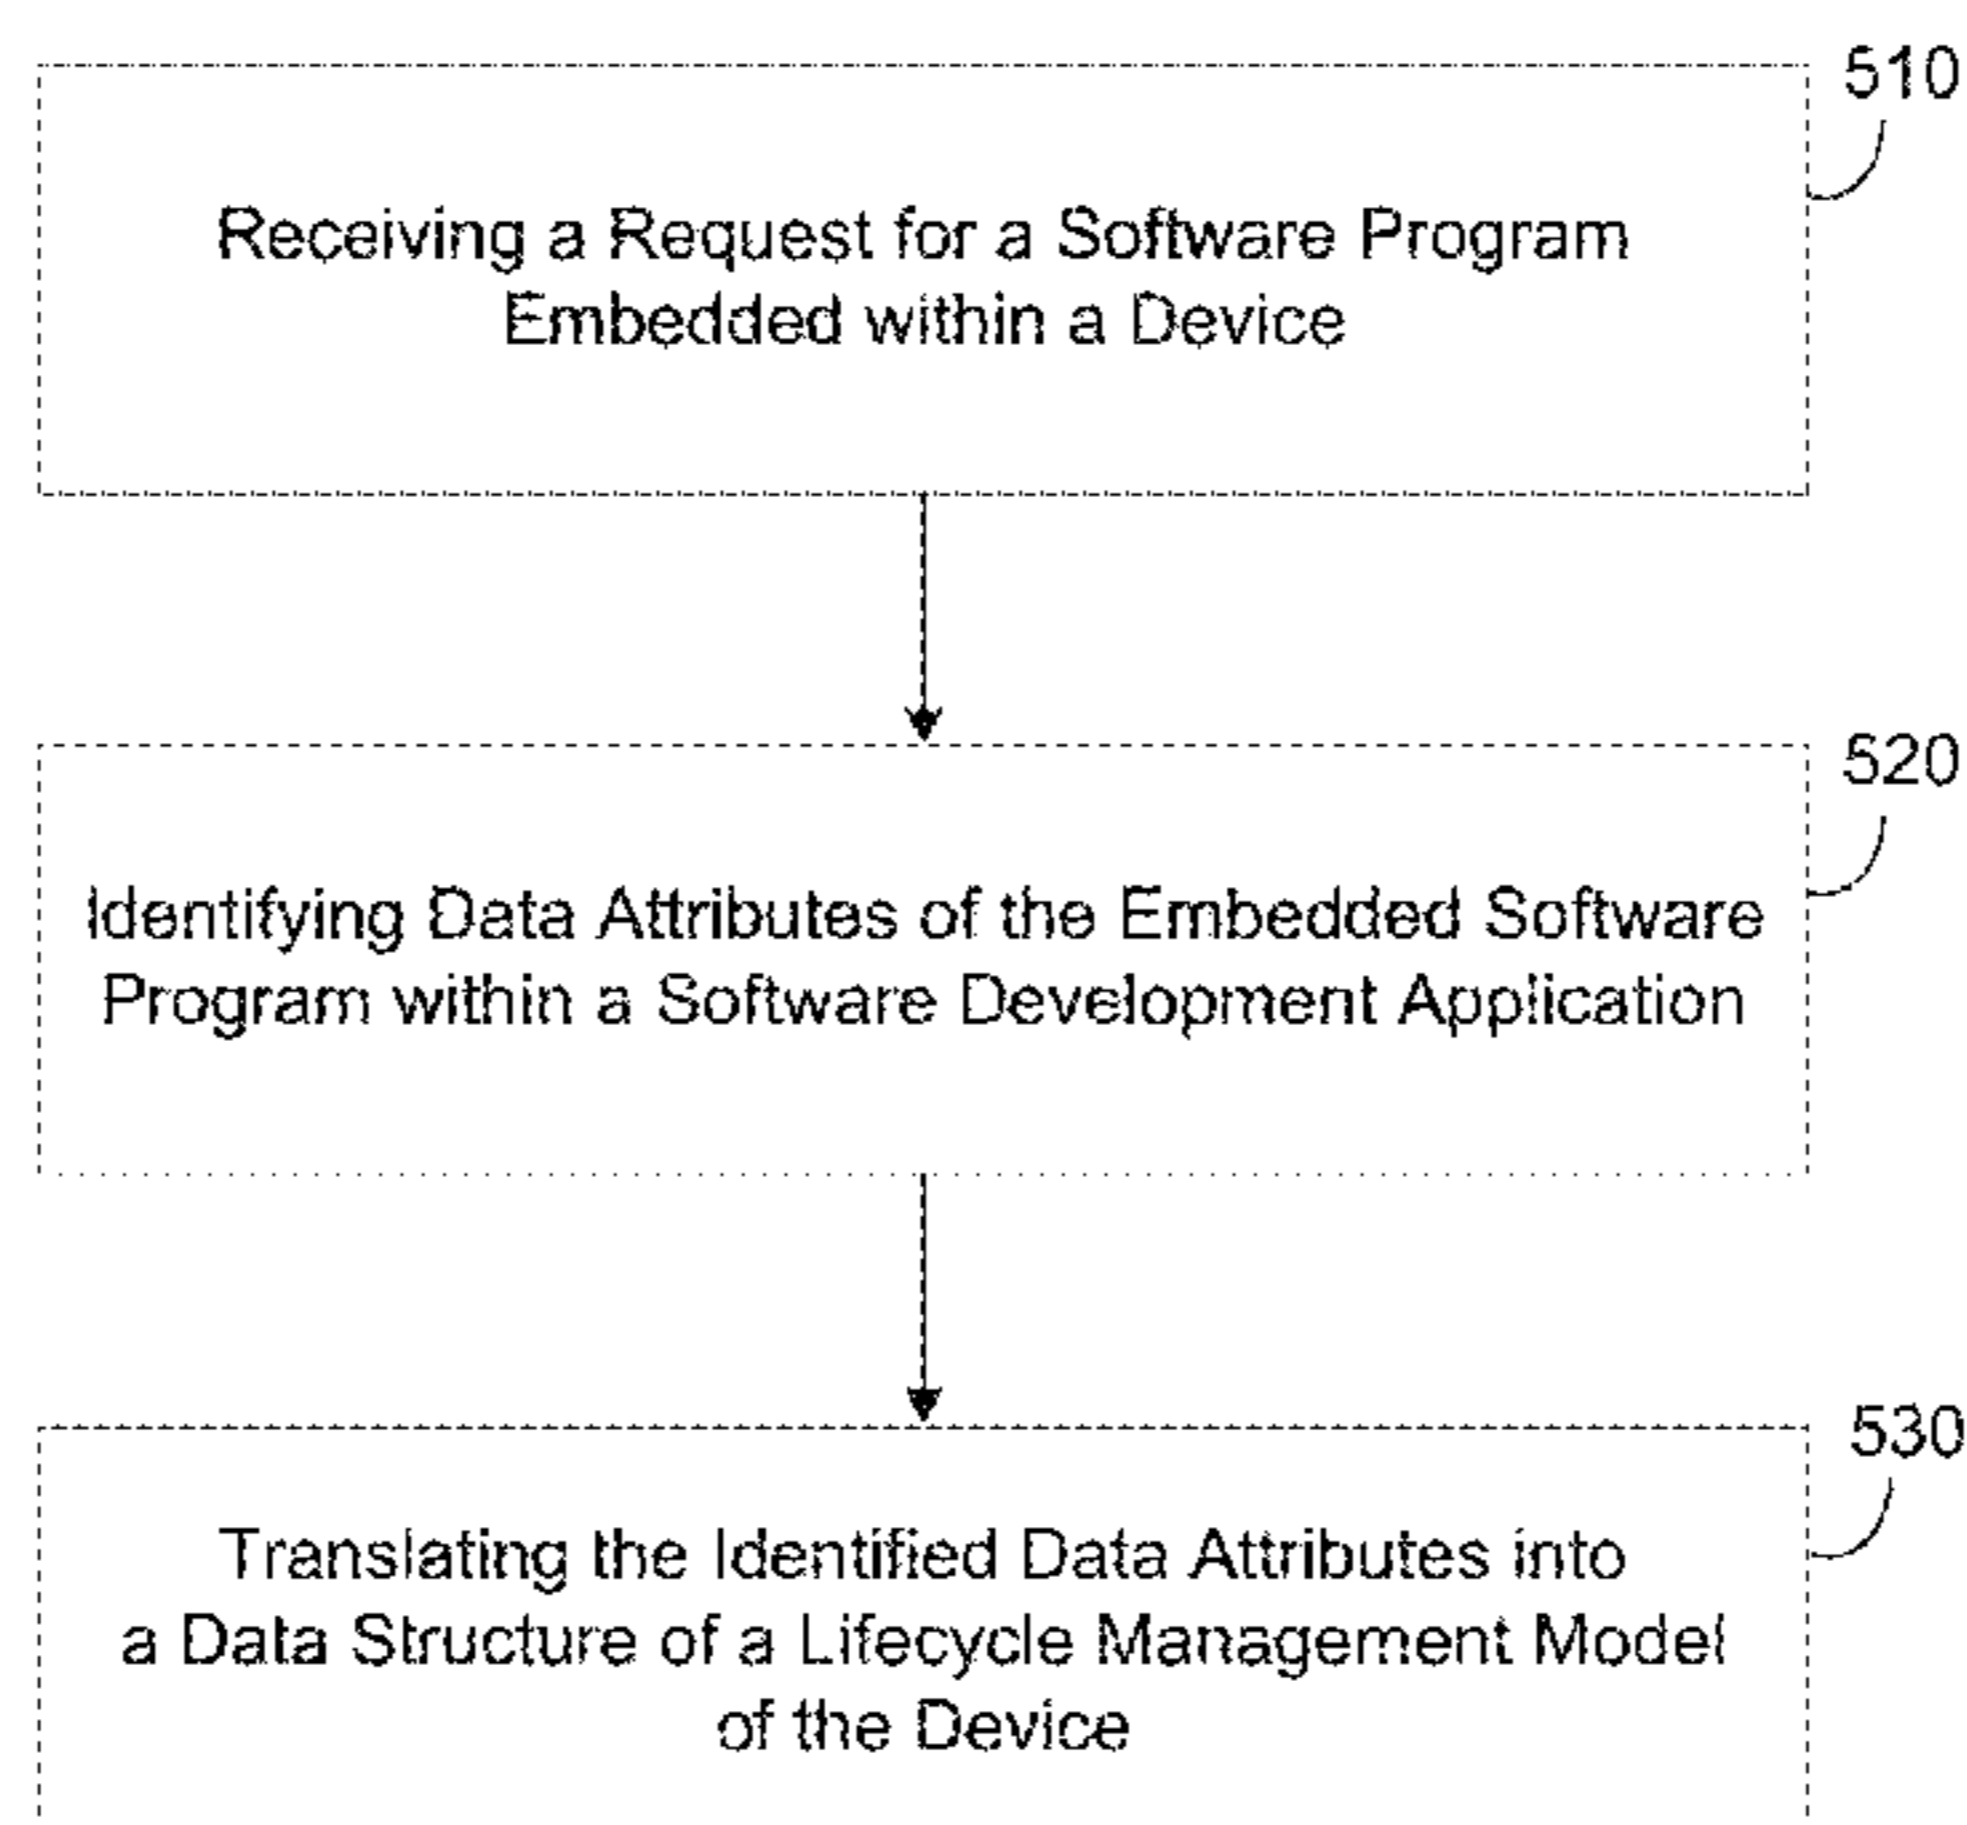 510
Receiving a Request for a Software Program
Embedded within a Device
520
Identifying Data Attributes of the Embedded Software
Program within a Software Development Application
530
Translating the Identified Data Attributes into
a Data Structure of a Lifecycle Management Model
of the Device